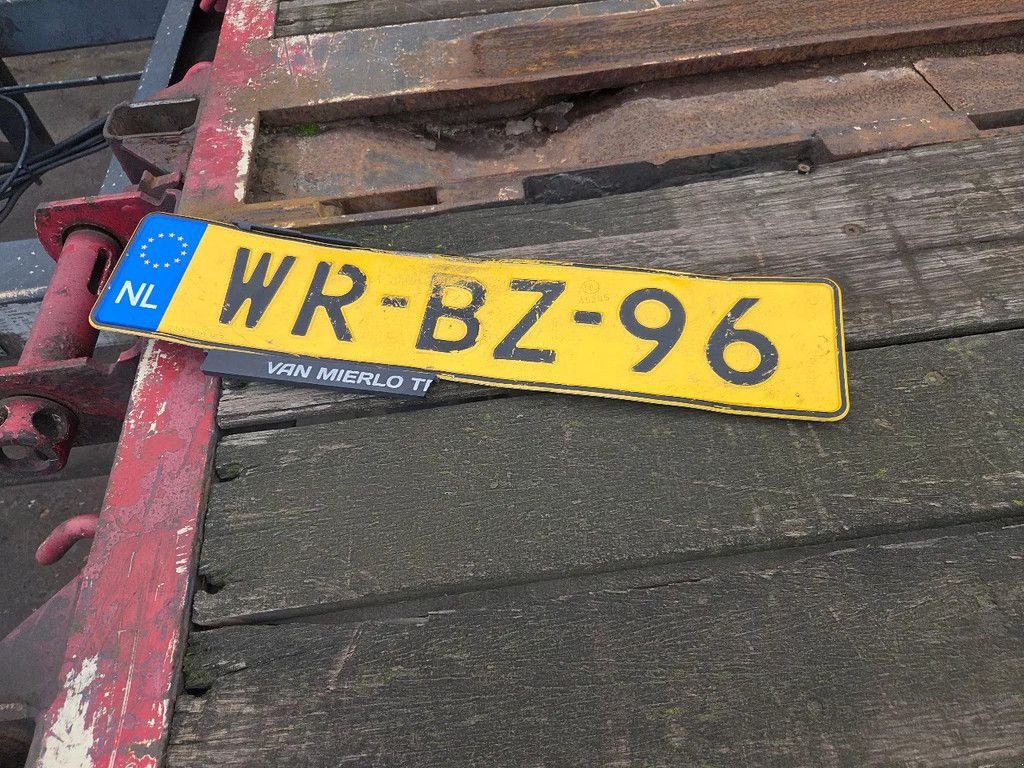 NL WR-BZ-96
VAN MIERLO